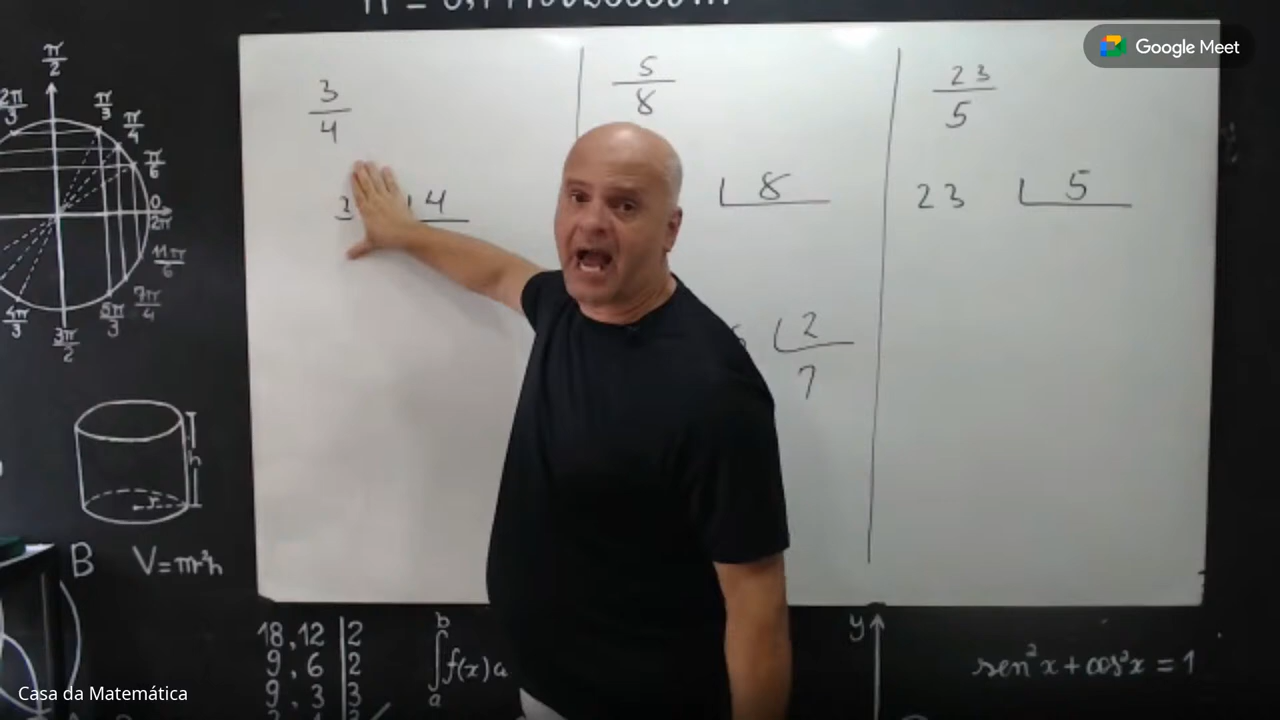 Google Meet
3/4
3 4
5/8
8
2
7
23/5
23 5
π/2
2π/3
π/3
π/4
π/6
0
2π
11π/6
7π/4
5π/3
3π/2
4π/3
h
r
B V=πr²h
18,12|2
9,6|2
9,3|3
b
∫f(x)
a
y
sen²x+cos²x=1
Casa da Matemática